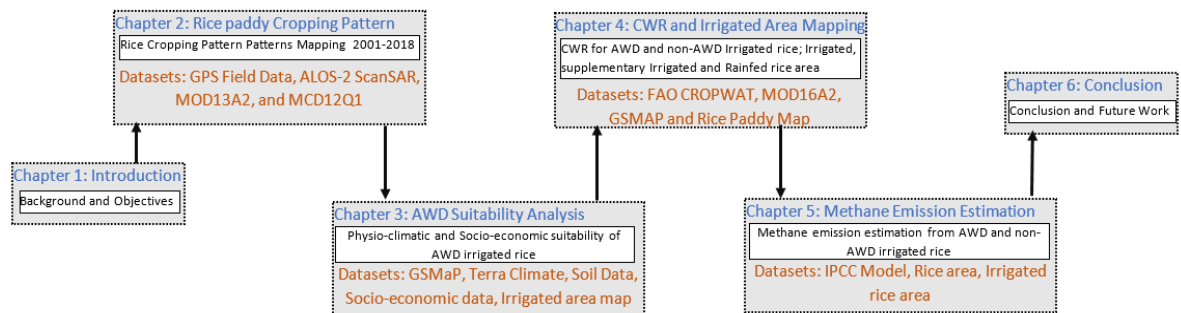 Chapter 1: Introduction
Background and Objectives
Chapter 2: Rice paddy Cropping Pattern
Rice Cropping Pattern Patterns Mapping 2001-2018
Datasets: GPS Field Data, ALOS-2 ScanSAR,
MOD13A2, and MCD12Q1
Chapter 3: AWD Suitability Analysis
Physio-climatic and Socio-economic suitability of
AWD irrigated rice
Datasets: GSMaP, Terra Climate, Soil Data,
Socio-economic data, Irrigated area map
Chapter 4: CWR and Irrigated Area Mapping
CWR for AWD and non-AWD Irrigated rice; Irrigated,
supplementary Irrigated and Rainfed rice area
Datasets: FAO CROPWAT, MOD16A2,
GSMAP and Rice Paddy Map
Chapter 5: Methane Emission Estimation
Methane emission estimation from AWD and non-
AWD irrigated rice
Datasets: IPCC Model, Rice area, Irrigated
rice area
Chapter 6: Conclusion
Conclusion and Future Work